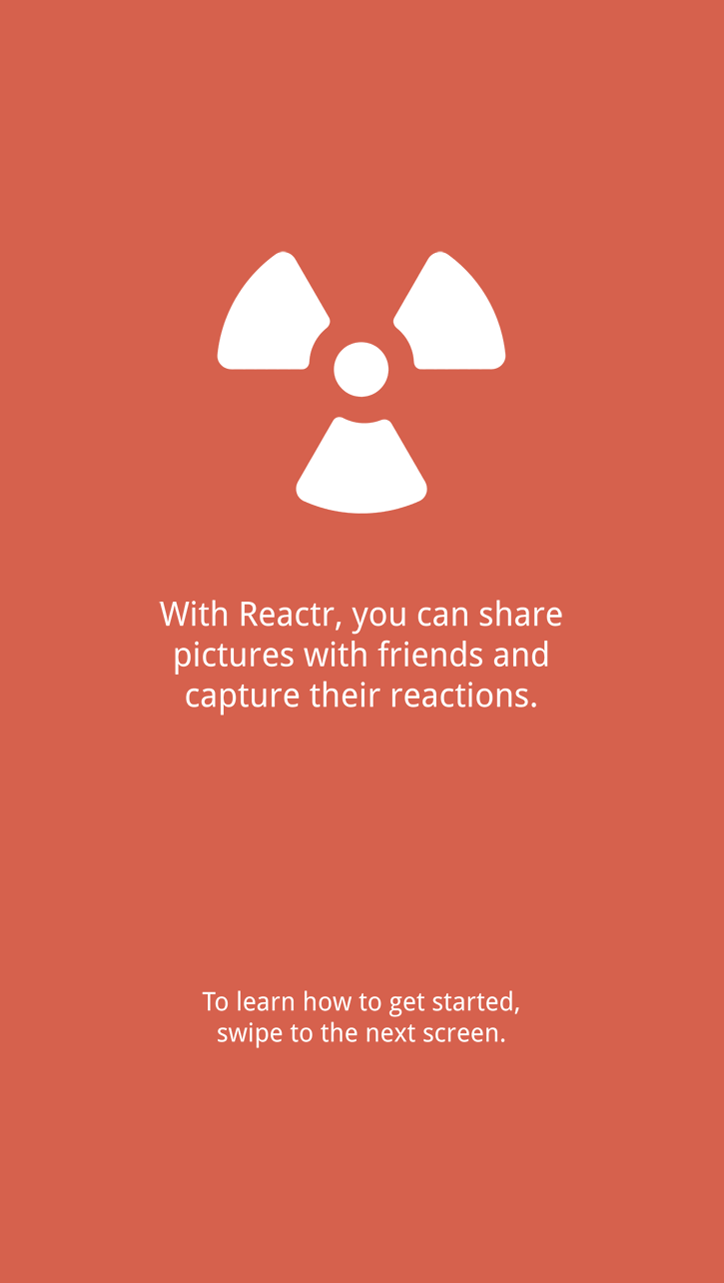 With Reactr, you can share
pictures with friends and
capture their reactions.
To learn how to get started,
swipe to the next screen.